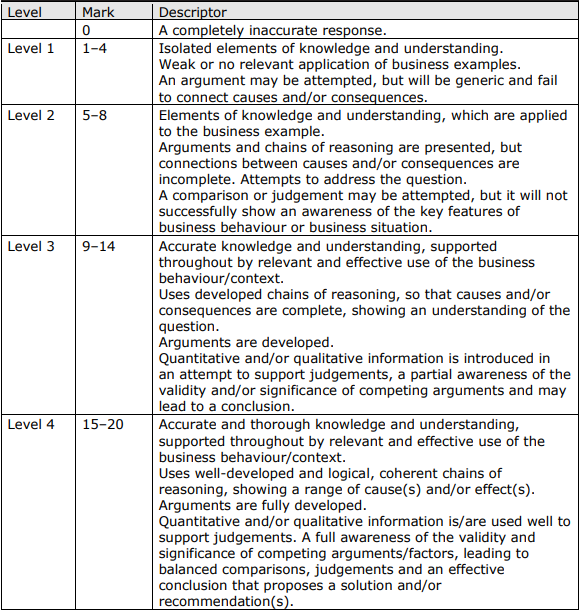 Level Mark Descriptor
0 A completely inaccurate response.
Level 1 1–4 Isolated elements of knowledge and understanding.
Weak or no relevant application of business examples.
An argument may be attempted, but will be generic and fail
to connect causes and/or consequences.
Level 2 5–8 Elements of knowledge and understanding, which are applied
to the business example.
Arguments and chains of reasoning are presented, but
connections between causes and/or consequences are
incomplete. Attempts to address the question.
A comparison or judgement may be attempted, but it will not
successfully show an awareness of the key features of
business behaviour or business situation.
Level 3 9–14 Accurate knowledge and understanding, supported
throughout by relevant and effective use of the business
behaviour/context.
Uses developed chains of reasoning, so that causes and/or
consequences are complete, showing an understanding of the
question.
Arguments are developed.
Quantitative and/or qualitative information is introduced in
an attempt to support judgements, a partial awareness of the
validity and/or significance of competing arguments and may
lead to a conclusion.
Level 4 15–20 Accurate and thorough knowledge and understanding,
supported throughout by relevant and effective use of the
business behaviour/context.
Uses well-developed and logical, coherent chains of
reasoning, showing a range of cause(s) and/or effect(s).
Arguments are fully developed.
Quantitative and/or qualitative information is/are used well to
support judgements. A full awareness of the validity and
significance of competing arguments/factors, leading to
balanced comparisons, judgements and an effective
conclusion that proposes a solution and/or
recommendation(s).